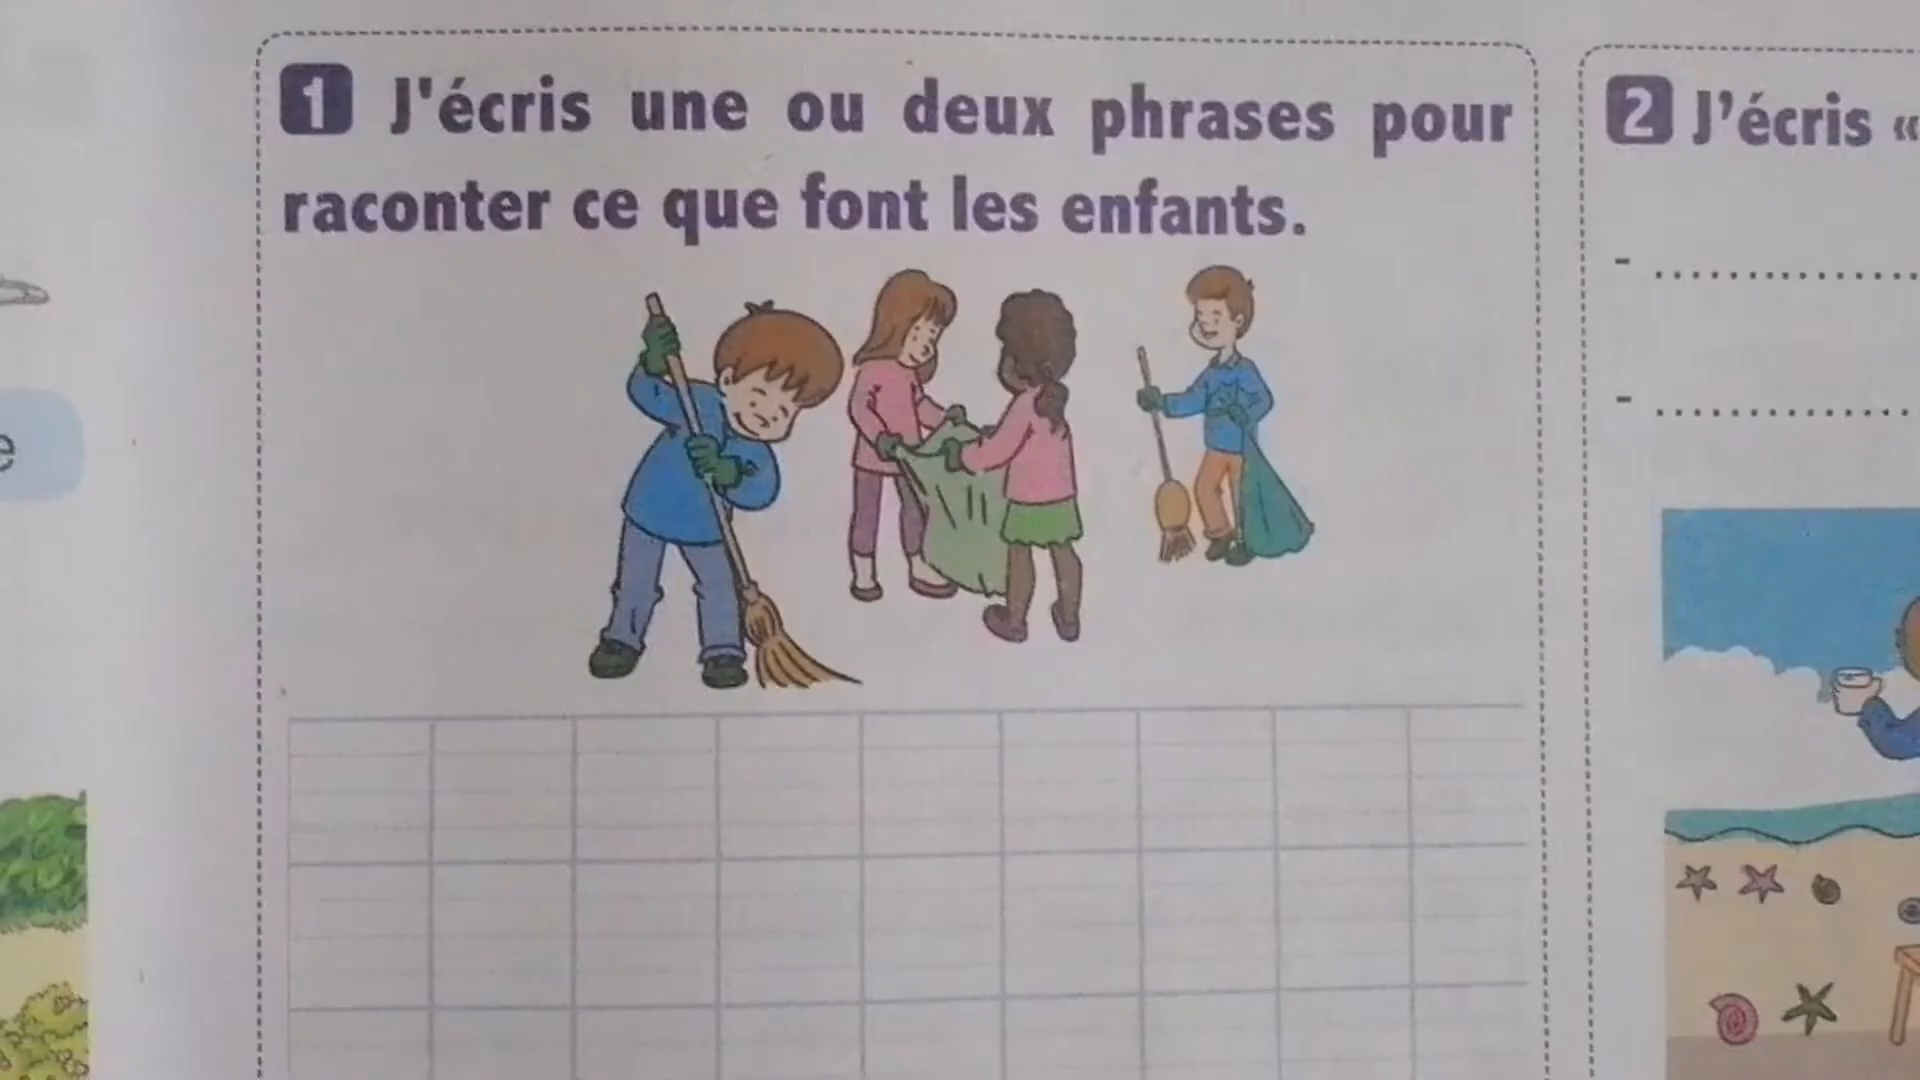 1 J'écris une ou deux phrases pour
raconter ce que font les enfants.
2 J'écris «
e